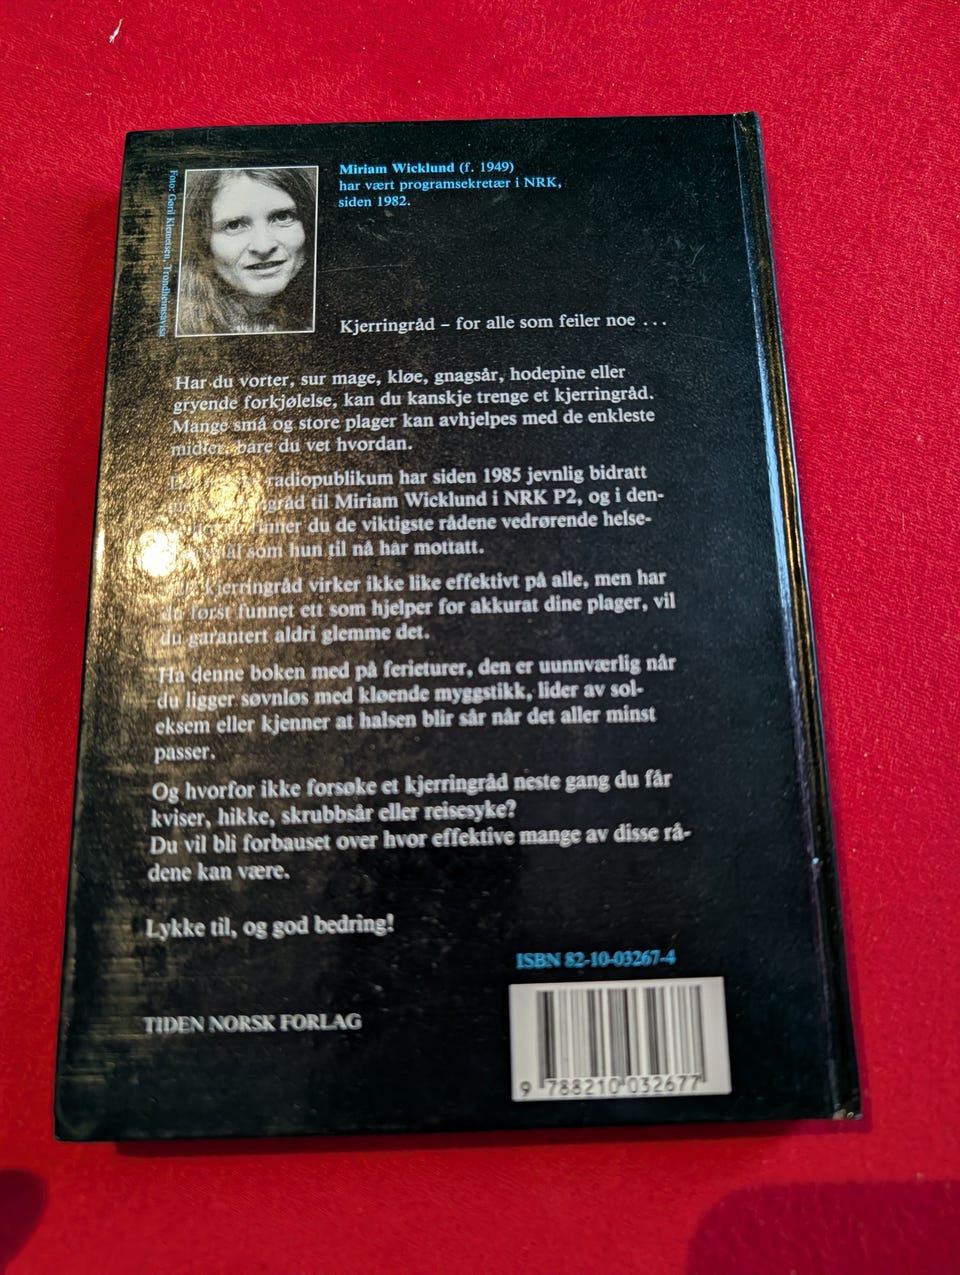 Miriam Wicklund (f. 1949)
har vært programsekretær i NRK,
siden 1982.
Foto: Gøril Klemetsen, Trondheimsavisa
Kjerringråd – for alle som feiler noe . . .
Har du vorter, sur mage, kløe, gnagsår, hodepine eller
gryende forkjølelse, kan du kanskje trenge et kjerringråd.
Mange små og store plager kan avhjelpes med de enkleste
midler, bare du vet hvordan.
radiopublikum har siden 1985 jevnlig bidratt
til Miriam Wicklund i NRK P2, og i den-
du de viktigste rådene vedrørende helse-
som hun til nå har mottatt.
kjerringråd virker ikke like effektivt på alle, men har
du først funnet ett som hjelper for akkurat dine plager, vil
du garantert aldri glemme det.
Ha denne boken med på ferieturer, den er uunnværlig når
du ligger søvnløs med kløende myggstikk, lider av sol-
eksem eller kjenner at halsen blir sår når det aller minst
passer.
Og hvorfor ikke forsøke et kjerringråd neste gang du får
kviser, hikke, skrubbsår eller reisesyke?
Du vil bli forbauset over hvor effektive mange av disse rå-
dene kan være.
Lykke til, og god bedring!
ISBN 82-10-03267-4
TIDEN NORSK FORLAG
9 788210 032677